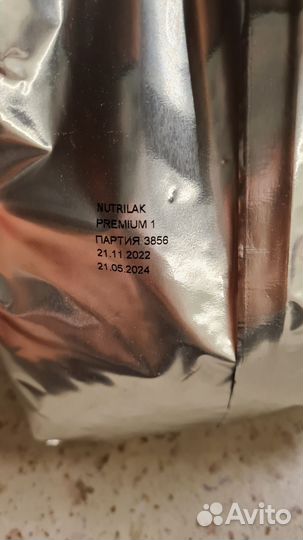 NUTRILAK
PREMIUM 1
ПАРТИЯ 3856
21.11.2022
21.05.2024
Avito